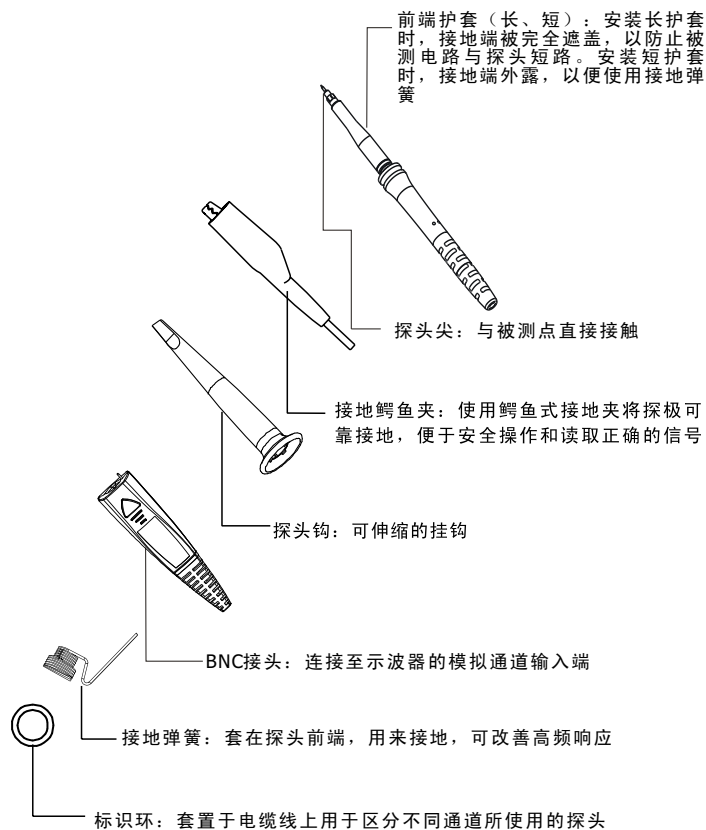 前端护套（长、短）：安装长护套
时，接地端被完全遮盖，以防止被
测电路与探头短路。安装短护套
时，接地端外露，以便使用接地弹
簧
探头尖：与被测点直接接触
接地鳄鱼夹：使用鳄鱼式接地夹将探极可
靠接地，便于安全操作和读取正确的信号
探头钩：可伸缩的挂钩
BNC接头：连接至示波器的模拟通道输入端
接地弹簧：套在探头前端，用来接地，可改善高频响应
标识环：套置于电缆线上用于区分不同通道所使用的探头